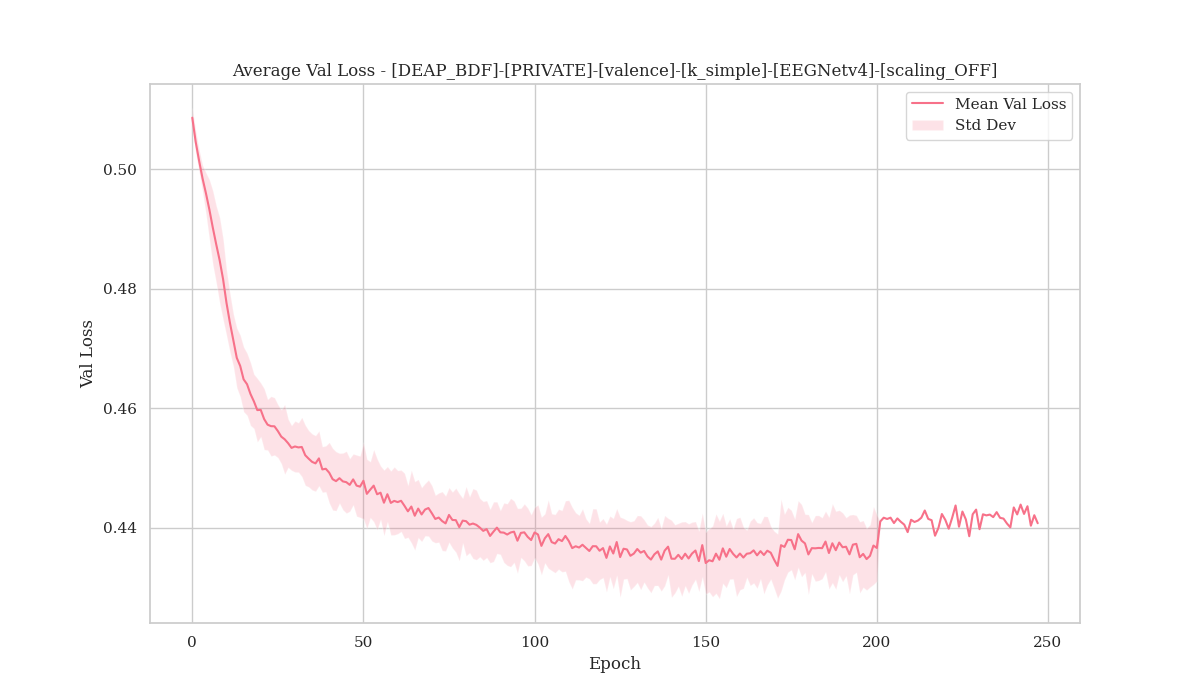 Average Val Loss - [DEAP_BDF]-[PRIVATE]-[valence]-[k_simple]-[EEGNetv4]-[scaling_OFF]
Mean Val Loss
Std Dev
0.50
0.48
0.46
0.44
Val Loss
0
50
100
150
200
250
Epoch